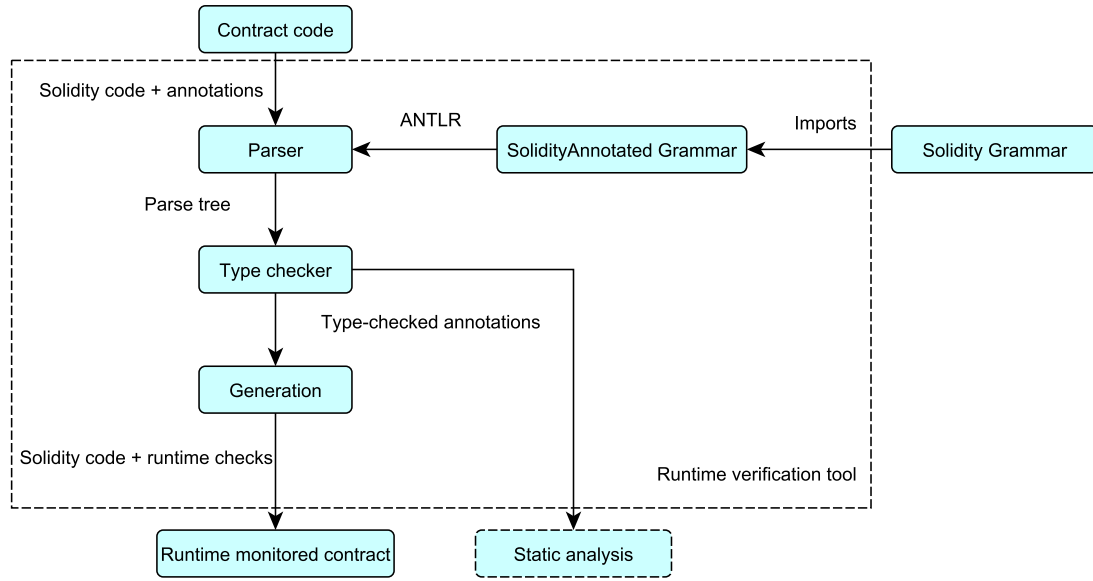 Contract code
Solidity code + annotations
ANTLR
Imports
Parser
SolidityAnnotated Grammar
Solidity Grammar
Parse tree
Type checker
Type-checked annotations
Generation
Solidity code + runtime checks
Runtime verification tool
Runtime monitored contract
Static analysis